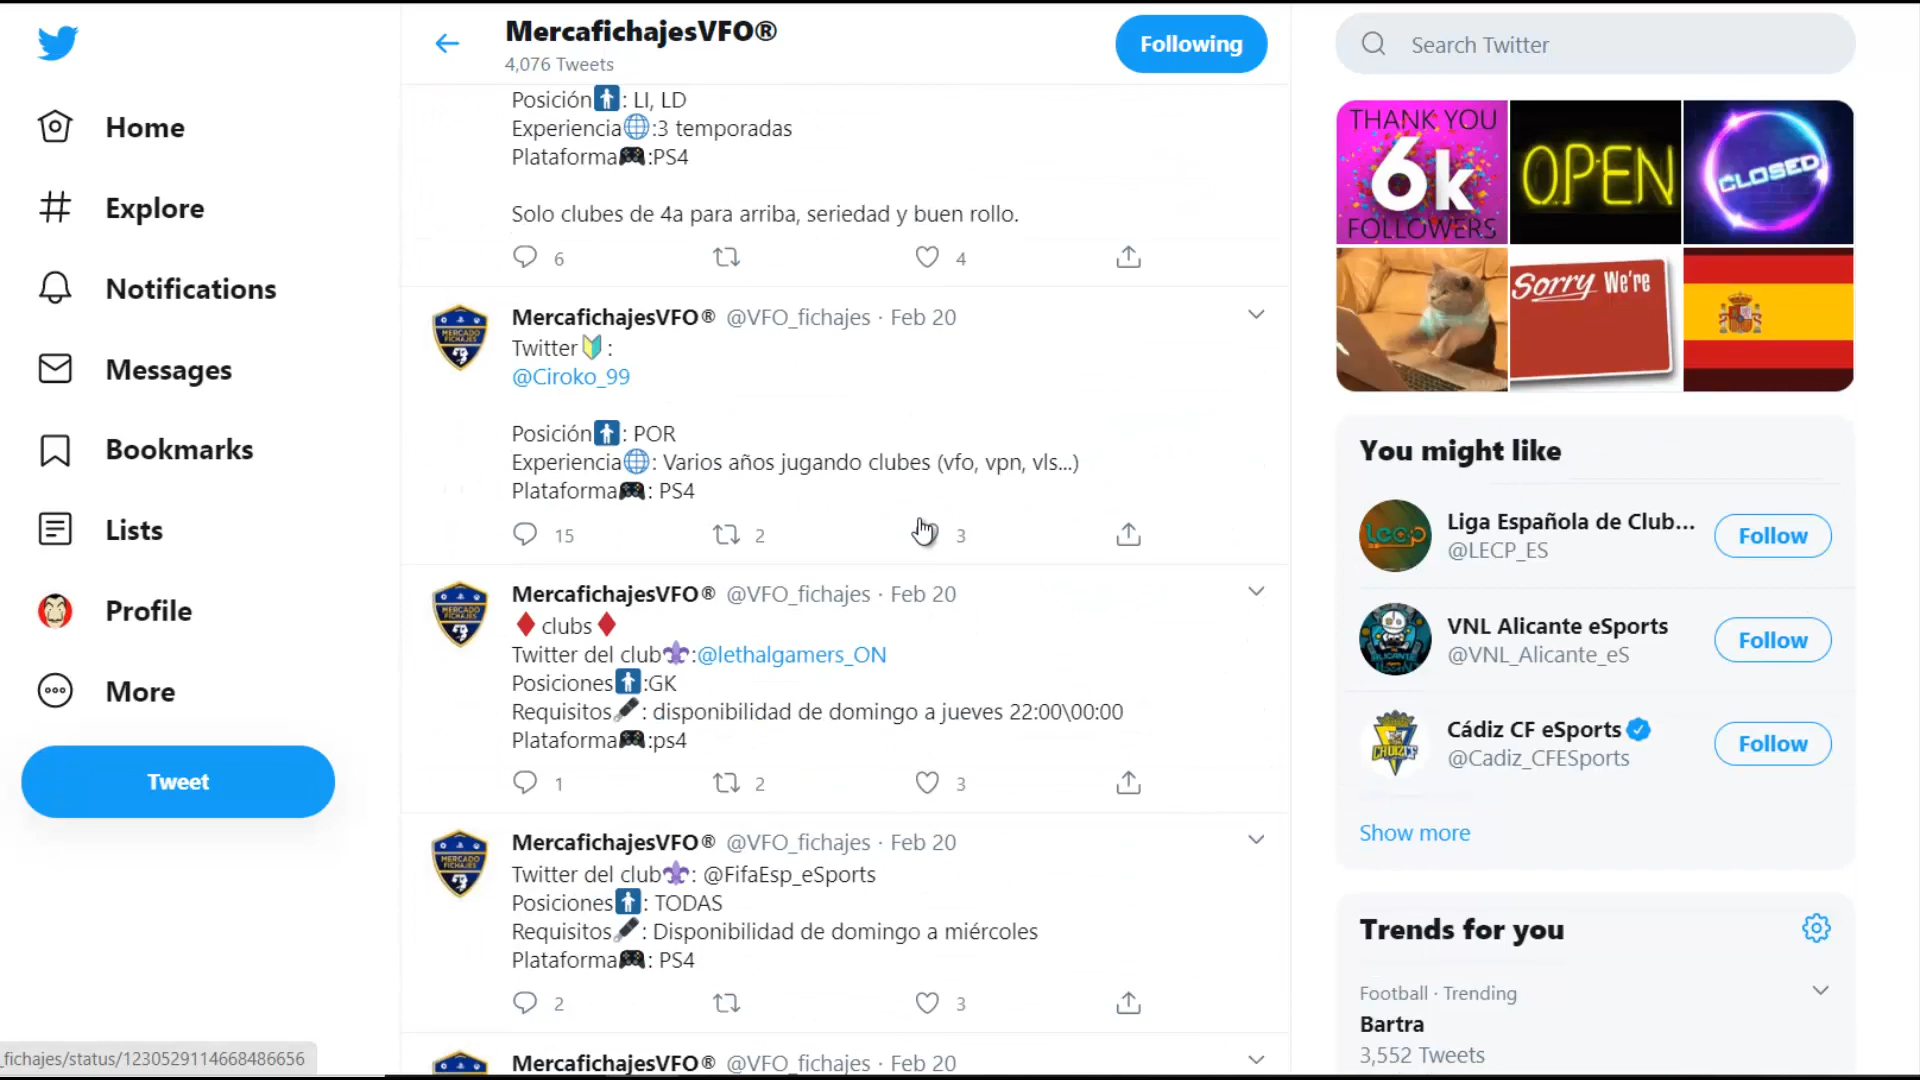 Home
Explore
Notifications
Messages
Bookmarks
Lists
Profile
More
Tweet
_fichajes/status/1230529114668486656
MercafichajesVFO®
4,076 Tweets
Following
Posición: LI, LD
Experiencia:3 temporadas
Plataforma:PS4
Solo clubes de 4a para arriba, seriedad y buen rollo.
6 4
MercafichajesVFO® @VFO_fichajes · Feb 20
Twitter:
@Ciroko_99
Posición: POR
Experiencia: Varios años jugando clubes (vfo, vpn, vls...)
Plataforma: PS4
15 2 3
MercafichajesVFO® @VFO_fichajes · Feb 20
clubs
Twitter del club:@lethalgamers_ON
Posiciones:GK
Requisitos: disponibilidad de domingo a jueves 22:00\00:00
Plataforma:ps4
1 2 3
MercafichajesVFO® @VFO_fichajes · Feb 20
Twitter del club: @FifaEsp_eSports
Posiciones: TODAS
Requisitos: Disponibilidad de domingo a miércoles
Plataforma: PS4
2 3
MercafichajesVFO® @VFO_fichajes · Feb 20
Search Twitter
THANK YOU
6k
FOLLOWERS
OPEN
CLOSED
Sorry We're
You might like
Liga Española de Club...
@LECP_ES
Follow
VNL Alicante eSports
@VNL_Alicante_eS
Follow
Cádiz CF eSports
@Cadiz_CFESports
Follow
Show more
Trends for you
Football · Trending
Bartra
3,552 Tweets